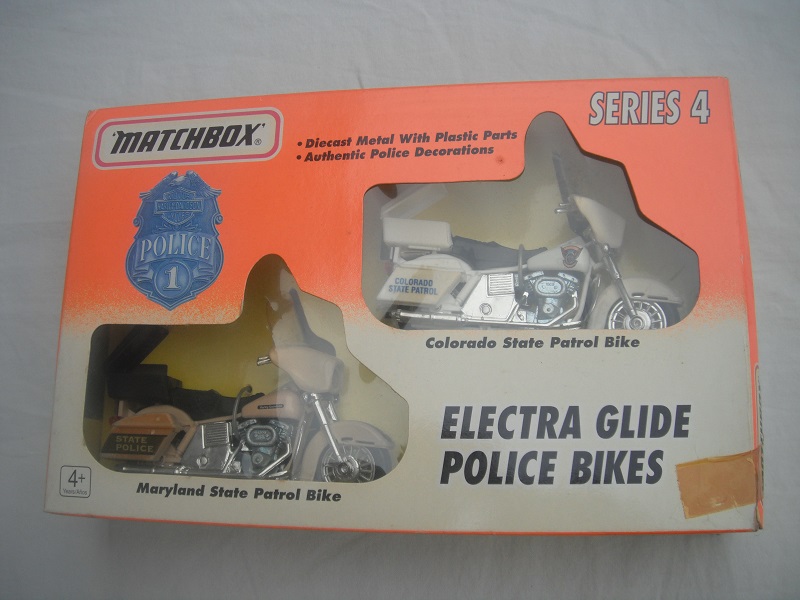 MATCHBOX®
• Diecast Metal With Plastic Parts
• Authentic Police Decorations
SERIES 4
POLICE
1
COLORADO
STATE PATROL
Colorado State Patrol Bike
STATE
POLICE
Maryland State Patrol Bike
ELECTRA GLIDE
POLICE BIKES
4+